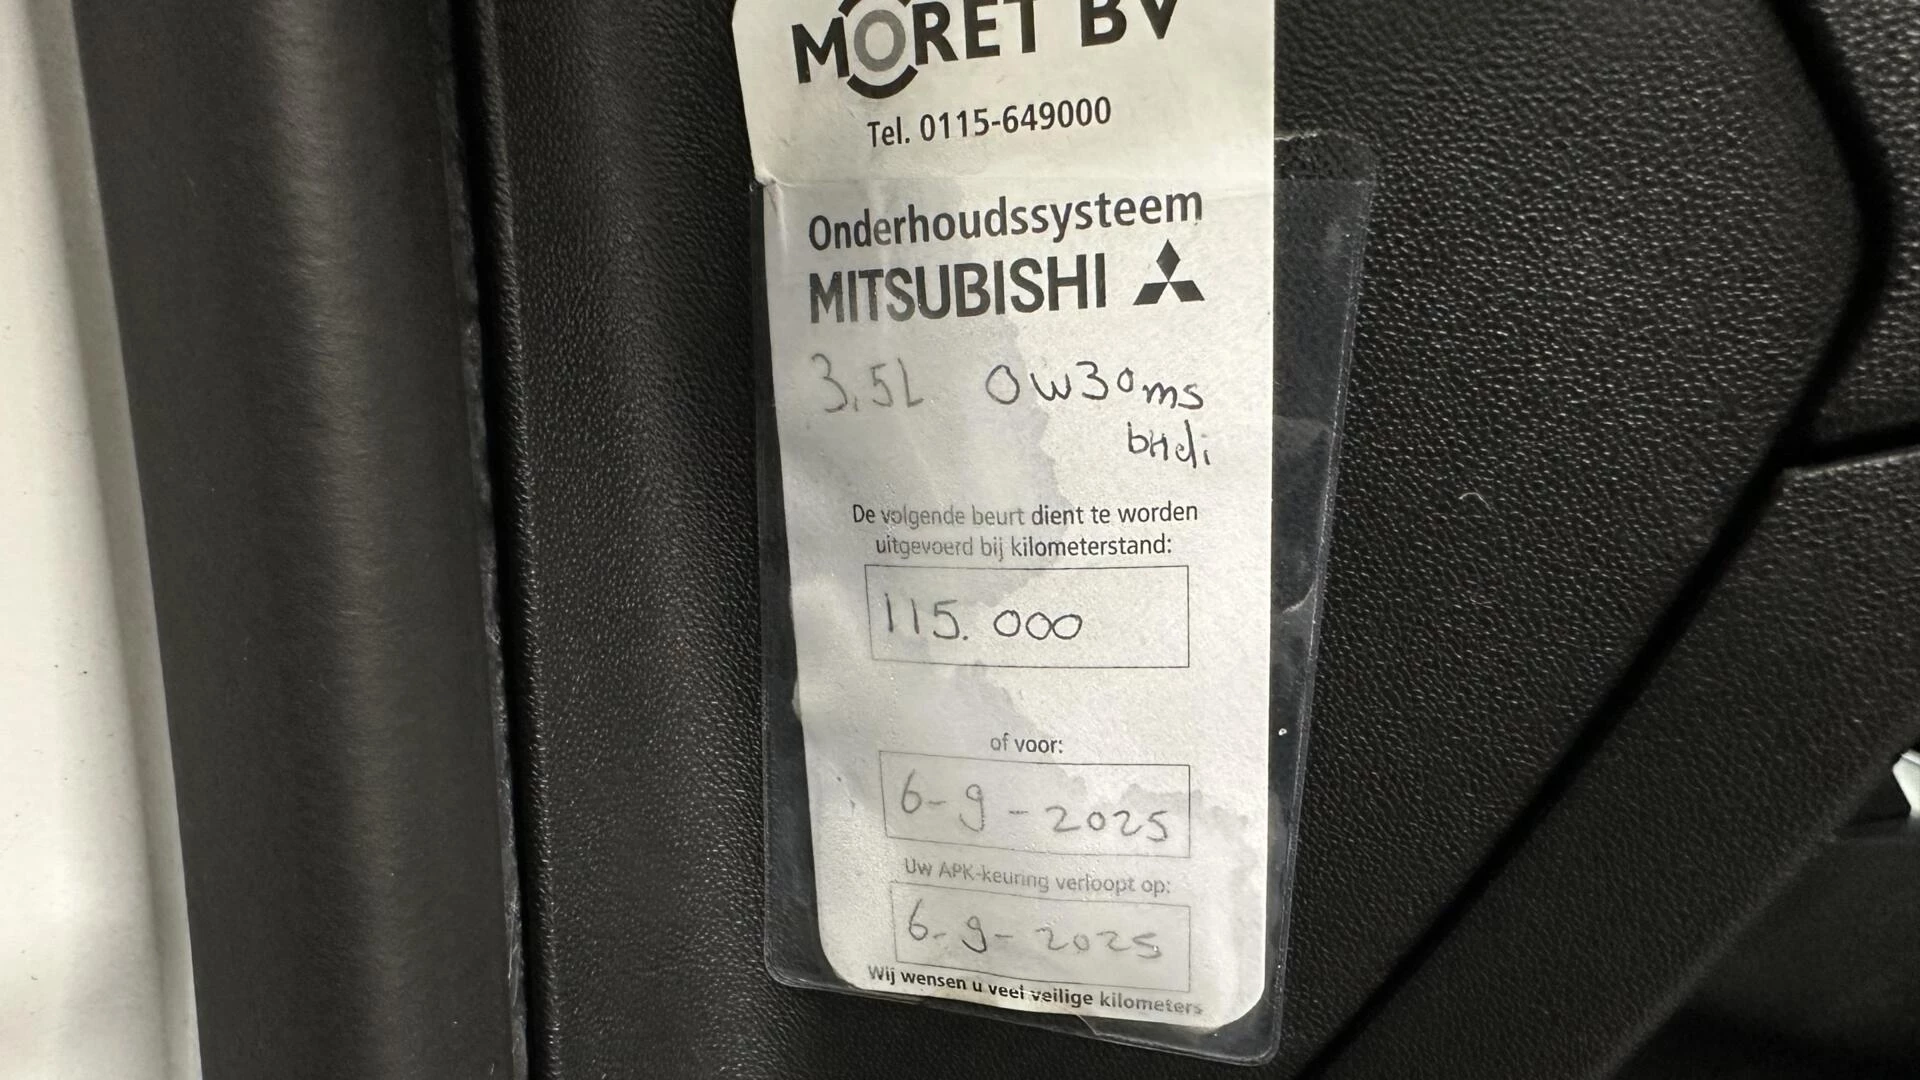 MORET BV
Tel. 0115-649000
Onderhoudssysteem
MITSUBISHI
3,5L 0W30 ms
De volgende beurt dient te worden
uitgevoerd bij kilometerstand:
115.000
of voor:
6-9-2025
Uw APK-keuring verloopt op:
6-9-2025
Wij wensen u veel veilige kilometers